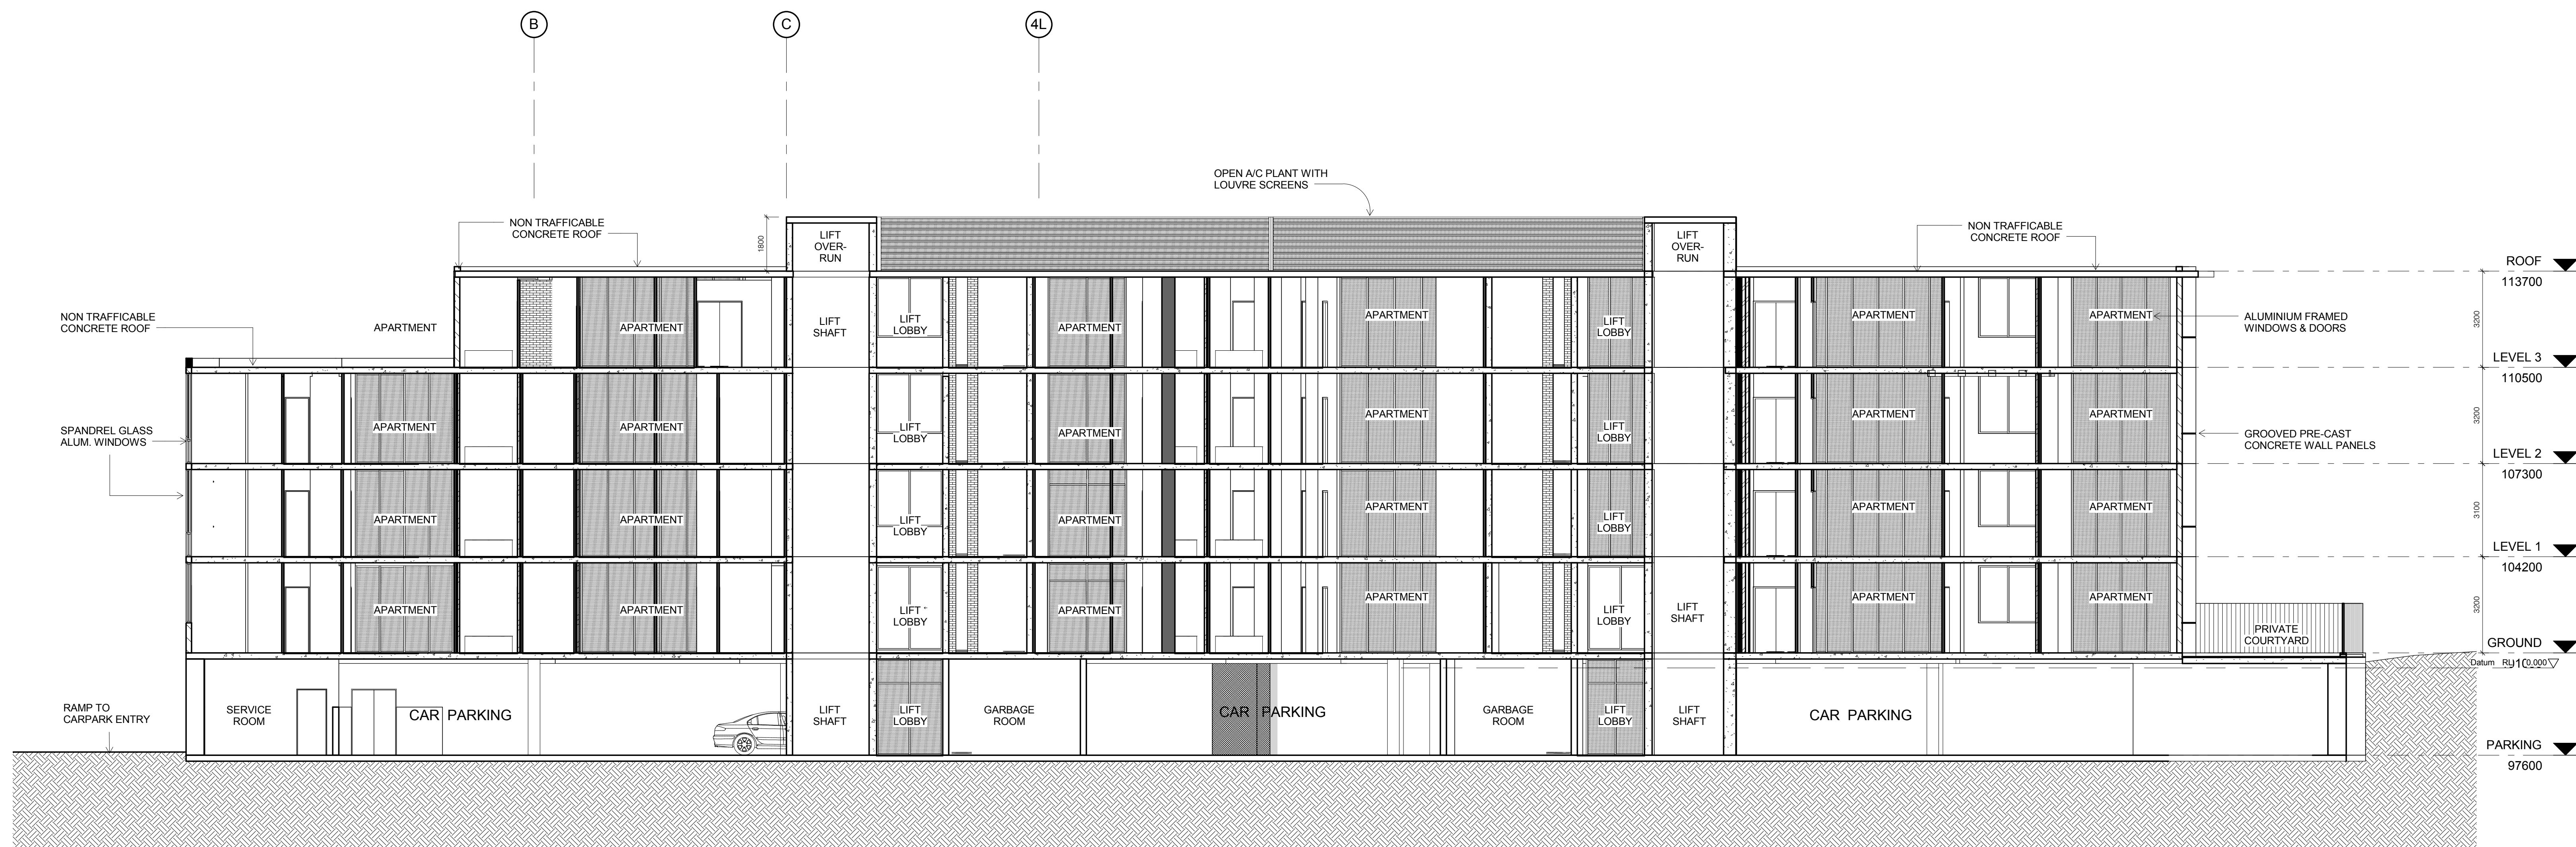 B
C
4L
OPEN A/C PLANT WITH
LOUVRE SCREENS
NON TRAFFICABLE
CONCRETE ROOF
1800
LIFT
OVER-
RUN
LIFT
OVER-
RUN
NON TRAFFICABLE
CONCRETE ROOF
ROOF
113700
NON TRAFFICABLE
CONCRETE ROOF
APARTMENT
APARTMENT
LIFT
SHAFT
LIFT
LOBBY
APARTMENT
APARTMENT
LIFT
LOBBY
APARTMENT
APARTMENT
ALUMINIUM FRAMED
WINDOWS & DOORS
3200
LEVEL 3
110500
SPANDREL GLASS
ALUM. WINDOWS
APARTMENT
APARTMENT
LIFT
LOBBY
APARTMENT
APARTMENT
LIFT
LOBBY
APARTMENT
APARTMENT
GROOVED PRE-CAST
CONCRETE WALL PANELS
3200
LEVEL 2
107300
APARTMENT
APARTMENT
LIFT
LOBBY
APARTMENT
APARTMENT
LIFT
LOBBY
APARTMENT
APARTMENT
3100
LEVEL 1
104200
APARTMENT
APARTMENT
LIFT
LOBBY
APARTMENT
APARTMENT
LIFT
LOBBY
LIFT
SHAFT
APARTMENT
APARTMENT
3200
PRIVATE
COURTYARD
GROUND
Datum
RAMP TO
CARPARK ENTRY
SERVICE
ROOM
CAR PARKING
LIFT
SHAFT
LIFT
LOBBY
GARBAGE
ROOM
CAR PARKING
GARBAGE
ROOM
LIFT
LOBBY
LIFT
SHAFT
CAR PARKING
PARKING
97600